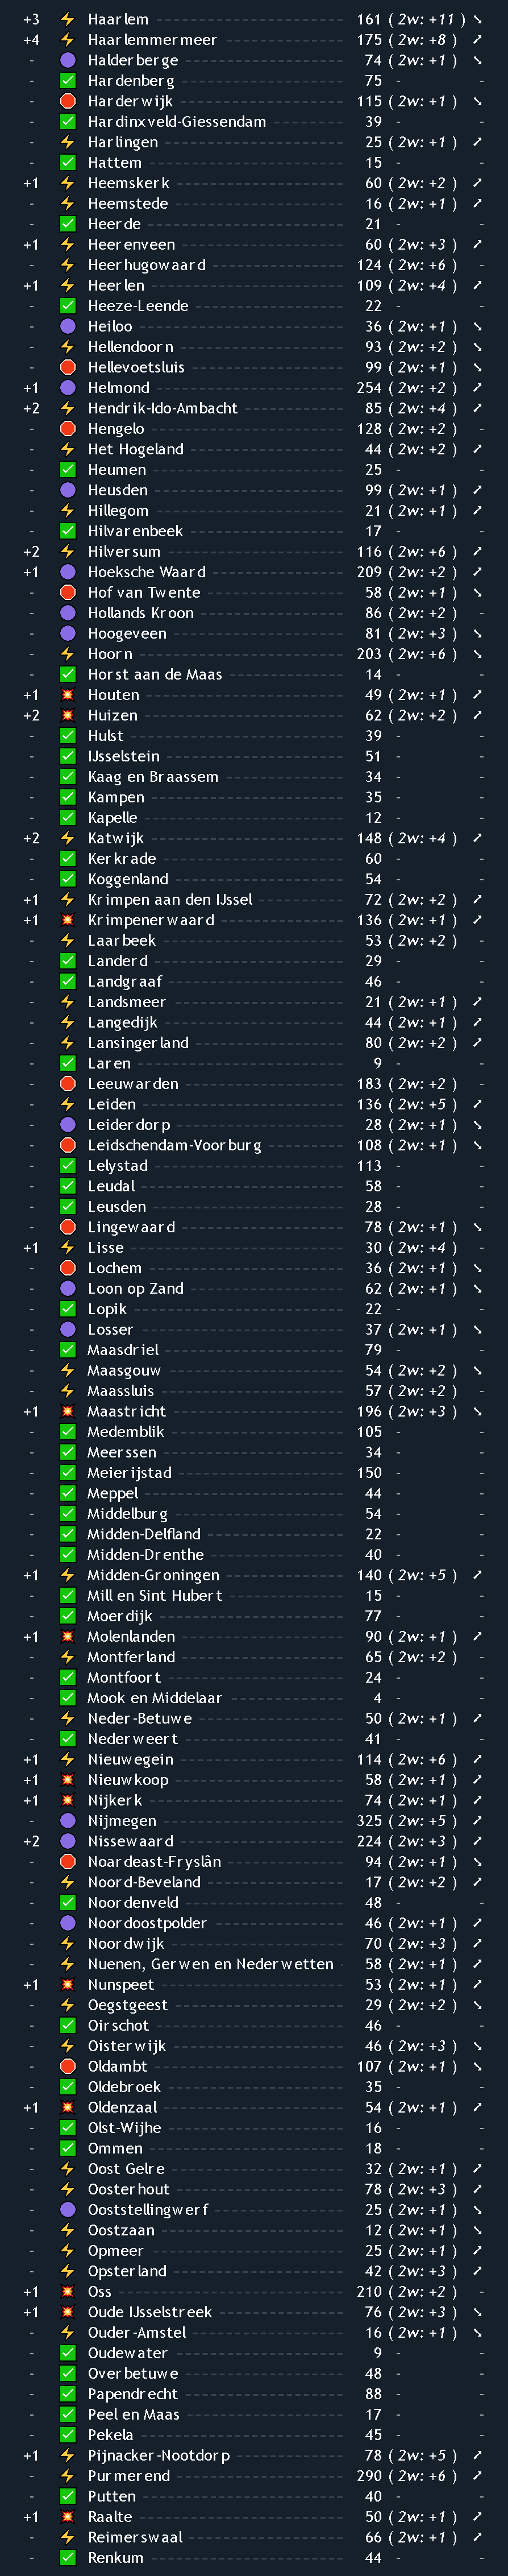 +3 ⚡ Haarlem 161 ( 2w: +11 ) ➘
+4 ⚡ Haarlemmermeer 175 ( 2w: +8 ) ➚
- 🟣 Halderberge 74 ( 2w: +1 ) ➘
- ✅ Hardenberg 75 - -
- 🛑 Harderwijk 115 ( 2w: +1 ) ➘
- ✅ Hardinxveld-Giessendam 39 - -
- ⚡ Harlingen 25 ( 2w: +1 ) ➚
- ✅ Hattem 15 - -
+1 ⚡ Heemskerk 60 ( 2w: +2 ) ➚
- ⚡ Heemstede 16 ( 2w: +1 ) ➚
- ✅ Heerde 21 - -
+1 ⚡ Heerenveen 60 ( 2w: +3 ) ➚
- ⚡ Heerhugowaard 124 ( 2w: +6 ) -
+1 ⚡ Heerlen 109 ( 2w: +4 ) ➚
- ✅ Heeze-Leende 22 - -
- 🟣 Heiloo 36 ( 2w: +1 ) ➘
- ⚡ Hellendoorn 93 ( 2w: +2 ) ➘
- 🛑 Hellevoetsluis 99 ( 2w: +1 ) ➘
+1 🟣 Helmond 254 ( 2w: +2 ) ➚
+2 ⚡ Hendrik-Ido-Ambacht 85 ( 2w: +4 ) ➚
- 🛑 Hengelo 128 ( 2w: +2 ) -
- ⚡ Het Hogeland 44 ( 2w: +2 ) ➚
- ✅ Heumen 25 - -
- 🟣 Heusden 99 ( 2w: +1 ) ➚
- ⚡ Hillegom 21 ( 2w: +1 ) ➚
- ✅ Hilvarenbeek 17 - -
+2 ⚡ Hilversum 116 ( 2w: +6 ) ➚
+1 🟣 Hoeksche Waard 209 ( 2w: +2 ) ➚
- 🛑 Hof van Twente 58 ( 2w: +1 ) ➘
- 🟣 Hollands Kroon 86 ( 2w: +2 ) -
- 🟣 Hoogeveen 81 ( 2w: +3 ) ➘
- ⚡ Hoorn 203 ( 2w: +6 ) ➘
- ✅ Horst aan de Maas 14 - -
+1 💥 Houten 49 ( 2w: +1 ) ➚
+2 💥 Huizen 62 ( 2w: +2 ) ➚
- ✅ Hulst 39 - -
- ✅ IJsselstein 51 - -
- ✅ Kaag en Braassem 34 - -
- ✅ Kampen 35 - -
- ✅ Kapelle 12 - -
+2 ⚡ Katwijk 148 ( 2w: +4 ) ➚
- ✅ Kerkrade 60 - -
- ✅ Koggenland 54 - -
+1 ⚡ Krimpen aan den IJssel 72 ( 2w: +2 ) ➚
+1 💥 Krimpenerwaard 136 ( 2w: +1 ) ➚
- ⚡ Laarbeek 53 ( 2w: +2 ) -
- ✅ Landerd 29 - -
- ✅ Landgraaf 46 - -
- ⚡ Landsmeer 21 ( 2w: +1 ) ➚
- ⚡ Langedijk 44 ( 2w: +1 ) ➚
- ⚡ Lansingerland 80 ( 2w: +2 ) ➚
- ✅ Laren 9 - -
- 🛑 Leeuwarden 183 ( 2w: +2 ) -
- ⚡ Leiden 136 ( 2w: +5 ) ➚
- 🟣 Leiderdorp 28 ( 2w: +1 ) ➘
- 🛑 Leidschendam-Voorburg 108 ( 2w: +1 ) ➘
- ✅ Lelystad 113 - -
- ✅ Leudal 58 - -
- ✅ Leusden 28 - -
- 🛑 Lingewaard 78 ( 2w: +1 ) ➘
+1 ⚡ Lisse 30 ( 2w: +4 ) -
- 🛑 Lochem 36 ( 2w: +1 ) ➘
- 🟣 Loon op Zand 62 ( 2w: +1 ) ➘
- ✅ Lopik 22 - -
- 🟣 Losser 37 ( 2w: +1 ) ➘
- ✅ Maasdriel 79 - -
- ⚡ Maasgouw 54 ( 2w: +2 ) ➘
- ⚡ Maassluis 57 ( 2w: +2 ) -
+1 💥 Maastricht 196 ( 2w: +3 ) ➘
- ✅ Medemblik 105 - -
- ✅ Meerssen 34 - -
- ✅ Meierijstad 150 - -
- ✅ Meppel 44 - -
- ✅ Middelburg 54 - -
- ✅ Midden-Delfland 22 - -
- ✅ Midden-Drenthe 40 - -
+1 ⚡ Midden-Groningen 140 ( 2w: +5 ) ➚
- ✅ Mill en Sint Hubert 15 - -
- ✅ Moerdijk 77 - -
+1 💥 Molenlanden 90 ( 2w: +1 ) ➚
- ⚡ Montferland 65 ( 2w: +2 ) -
- ✅ Montfoort 24 - -
- ✅ Mook en Middelaar 4 - -
- ⚡ Neder-Betuwe 50 ( 2w: +1 ) ➚
- ✅ Nederweert 41 - -
+1 ⚡ Nieuwegein 114 ( 2w: +6 ) ➚
+1 💥 Nieuwkoop 58 ( 2w: +1 ) ➚
+1 💥 Nijkerk 74 ( 2w: +1 ) ➚
- 🟣 Nijmegen 325 ( 2w: +5 ) ➚
+2 🟣 Nissewaard 224 ( 2w: +3 ) ➚
- 🛑 Noardeast-Fryslân 94 ( 2w: +1 ) ➘
- ⚡ Noord-Beveland 17 ( 2w: +2 ) ➚
- ✅ Noordenveld 48 - -
- 🟣 Noordoostpolder 46 ( 2w: +1 ) ➚
- ⚡ Noordwijk 70 ( 2w: +3 ) ➚
- ⚡ Nuenen, Gerwen en Nederwetten 58 ( 2w: +1 ) ➚
+1 💥 Nunspeet 53 ( 2w: +1 ) ➚
- ⚡ Oegstgeest 29 ( 2w: +2 ) ➘
- ✅ Oirschot 46 - -
- ⚡ Oisterwijk 46 ( 2w: +3 ) ➘
- 🛑 Oldambt 107 ( 2w: +1 ) ➘
- ✅ Oldebroek 35 - -
+1 💥 Oldenzaal 54 ( 2w: +1 ) ➚
- ✅ Olst-Wijhe 16 - -
- ✅ Ommen 18 - -
- ⚡ Oost Gelre 32 ( 2w: +1 ) ➚
- ⚡ Oosterhout 78 ( 2w: +3 ) ➚
- 🟣 Ooststellingwerf 25 ( 2w: +1 ) ➘
- ⚡ Oostzaan 12 ( 2w: +1 ) ➘
- ⚡ Opmeer 25 ( 2w: +1 ) ➚
- ⚡ Opsterland 42 ( 2w: +3 ) ➚
+1 💥 Oss 210 ( 2w: +2 ) -
+1 💥 Oude IJsselstreek 76 ( 2w: +3 ) ➘
- ⚡ Ouder-Amstel 16 ( 2w: +1 ) ➘
- ✅ Oudewater 9 - -
- ✅ Overbetuwe 48 - -
- ✅ Papendrecht 88 - -
- ✅ Peel en Maas 17 - -
- ✅ Pekela 45 - -
+1 ⚡ Pijnacker-Nootdorp 78 ( 2w: +5 ) ➚
- ⚡ Purmerend 290 ( 2w: +6 ) ➚
- ✅ Putten 40 - -
+1 💥 Raalte 50 ( 2w: +1 ) ➚
- ⚡ Reimerswaal 66 ( 2w: +1 ) ➚
- ✅ Renkum 44 - -